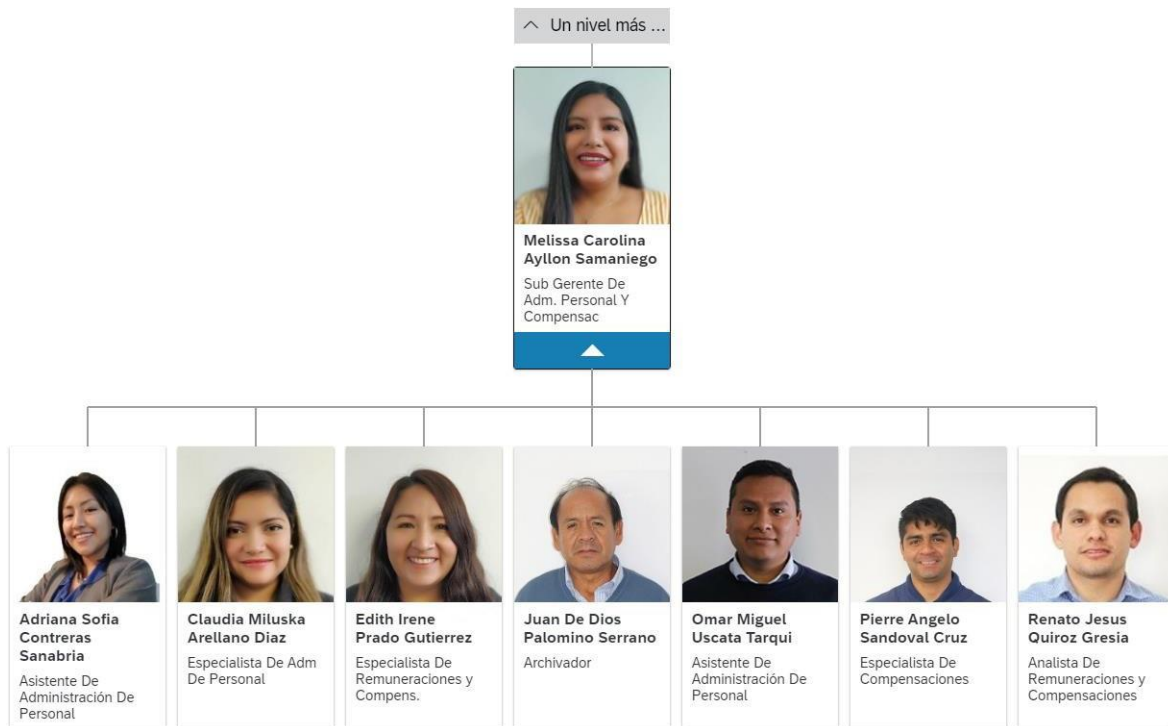 Un nivel más ...
Melissa Carolina
Ayllon Samaniego
Sub Gerente De
Adm. Personal Y
Compensac
Adriana Sofia
Contreras
Sanabria
Asistente De
Administración De
Personal
Claudia Miluska
Arellano Diaz
Especialista De Adm
De Personal
Edith Irene
Prado Gutierrez
Especialista De
Remuneraciones y
Compens.
Juan De Dios
Palomino Serrano
Archivador
Omar Miguel
Uscata Tarqui
Asistente De
Administración De
Personal
Pierre Angelo
Sandoval Cruz
Especialista De
Compensaciones
Renato Jesus
Quiroz Gresia
Analista De
Remuneraciones y
Compensaciones